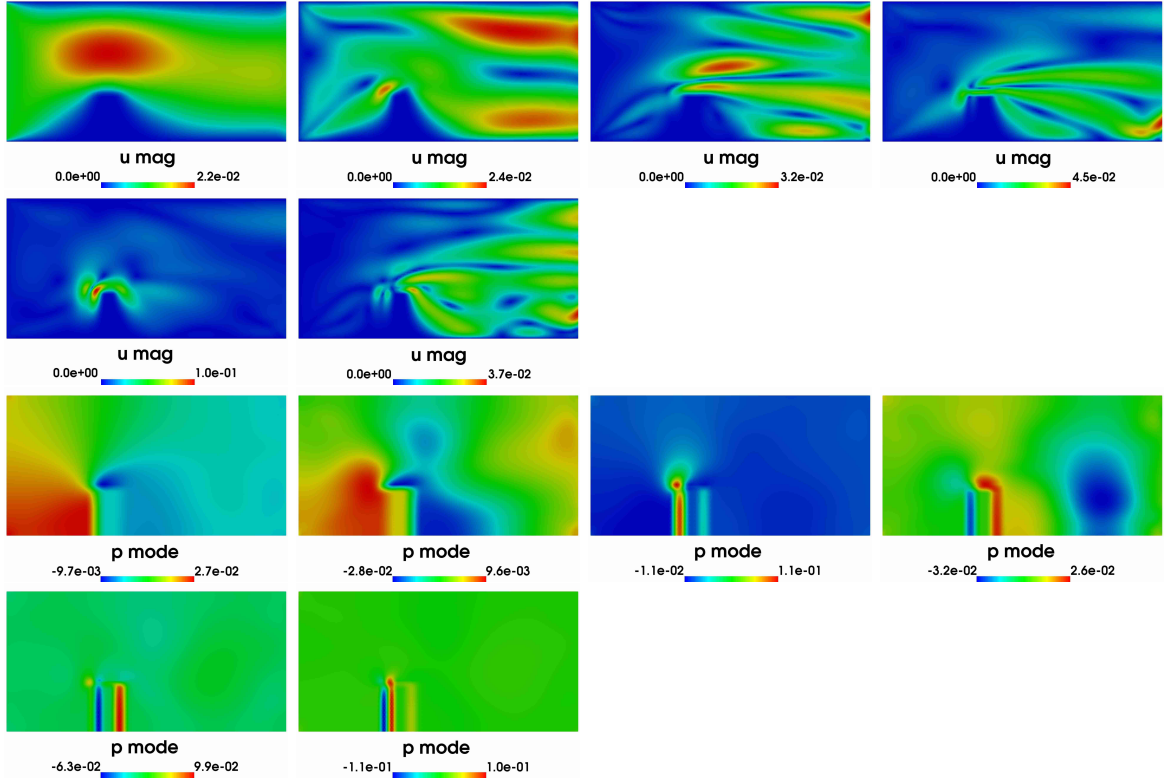 u mag u mag u mag u mag
0.0e+00 2.2e-02 0.0e+00 2.4e-02 0.0e+00 3.2e-02 0.0e+00 4.5e-02
u mag u mag
0.0e+00 1.0e-01 0.0e+00 3.7e-02
p mode p mode p mode p mode
-9.7e-03 2.7e-02 -2.8e-02 9.6e-03 -1.1e-02 1.1e-01 -3.2e-02 2.6e-02
p mode p mode
-6.3e-02 9.9e-02 -1.1e-01 1.0e-01